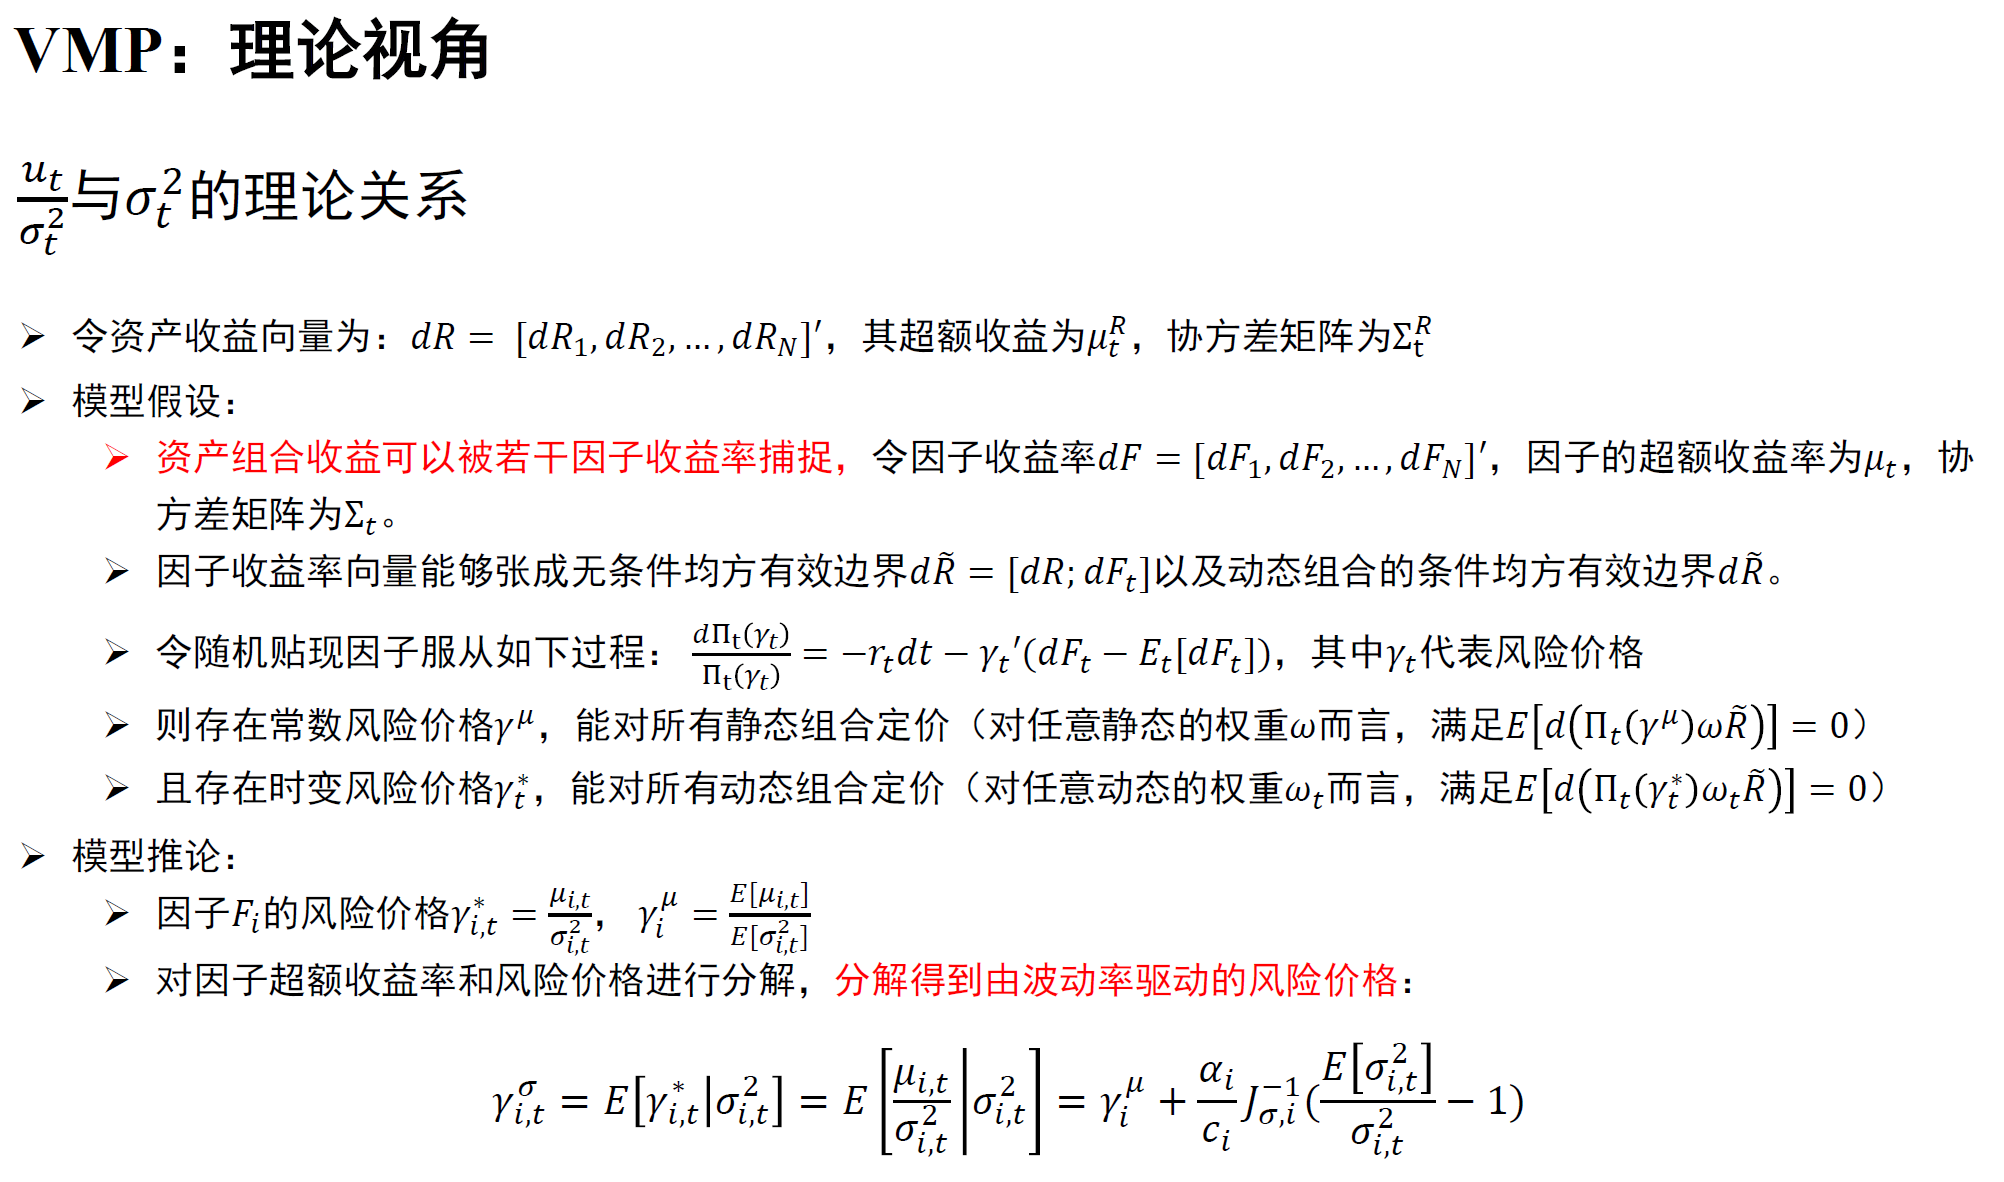 VMP：理论视角
$\frac{u_t}{\sigma_t^2}$与$\sigma_t^2$的理论关系
➢ 令资产收益向量为：$dR = [dR_1, dR_2, \ldots, dR_N]'$，其超额收益为$\mu_t^R$，协方差矩阵为$\Sigma_t^R$
➢ 模型假设：
➢ 资产组合收益可以被若干因子收益率捕捉，令因子收益率$dF = [dF_1, dF_2, \ldots, dF_N]'$，因子的超额收益率为$\mu_t$，协
方差矩阵为$\Sigma_t$。
➢ 因子收益率向量能够张成无条件均方有效边界$d\tilde{R} = [dR; dF_t]$以及动态组合的条件均方有效边界$d\tilde{R}$。
➢ 令随机贴现因子服从如下过程：$\frac{d\Pi_t(\gamma_t)}{\Pi_t(\gamma_t)} = -r_t dt - \gamma_t'(dF_t - E_t[dF_t])$，其中$\gamma_t$代表风险价格
➢ 则存在常数风险价格$\gamma^\mu$，能对所有静态组合定价（对任意静态的权重$\omega$而言，满足$E[d(\Pi_t(\gamma^\mu)\omega\tilde{R})] = 0$）
➢ 且存在时变风险价格$\gamma_t^*$，能对所有动态组合定价（对任意动态的权重$\omega_t$而言，满足$E[d(\Pi_t(\gamma_t^*)\omega_t\tilde{R})] = 0$）
➢ 模型推论：
➢ 因子$F_i$的风险价格$\gamma_{i,t}^* = \frac{\mu_{i,t}}{\sigma_{i,t}^2}$，$\gamma_i^\mu = \frac{E[\mu_{i,t}]}{E[\sigma_{i,t}^2]}$
➢ 对因子超额收益率和风险价格进行分解，分解得到由波动率驱动的风险价格：
$\gamma_{i,t}^\sigma = E[\gamma_{i,t}^* | \sigma_{i,t}^2] = E\left[\frac{\mu_{i,t}}{\sigma_{i,t}^2} \middle| \sigma_{i,t}^2\right] = \gamma_i^\mu + \frac{\alpha_i}{c_i} J_{\sigma,i}^{-1} (\frac{E[\sigma_{i,t}^2]}{\sigma_{i,t}^2} - 1)$